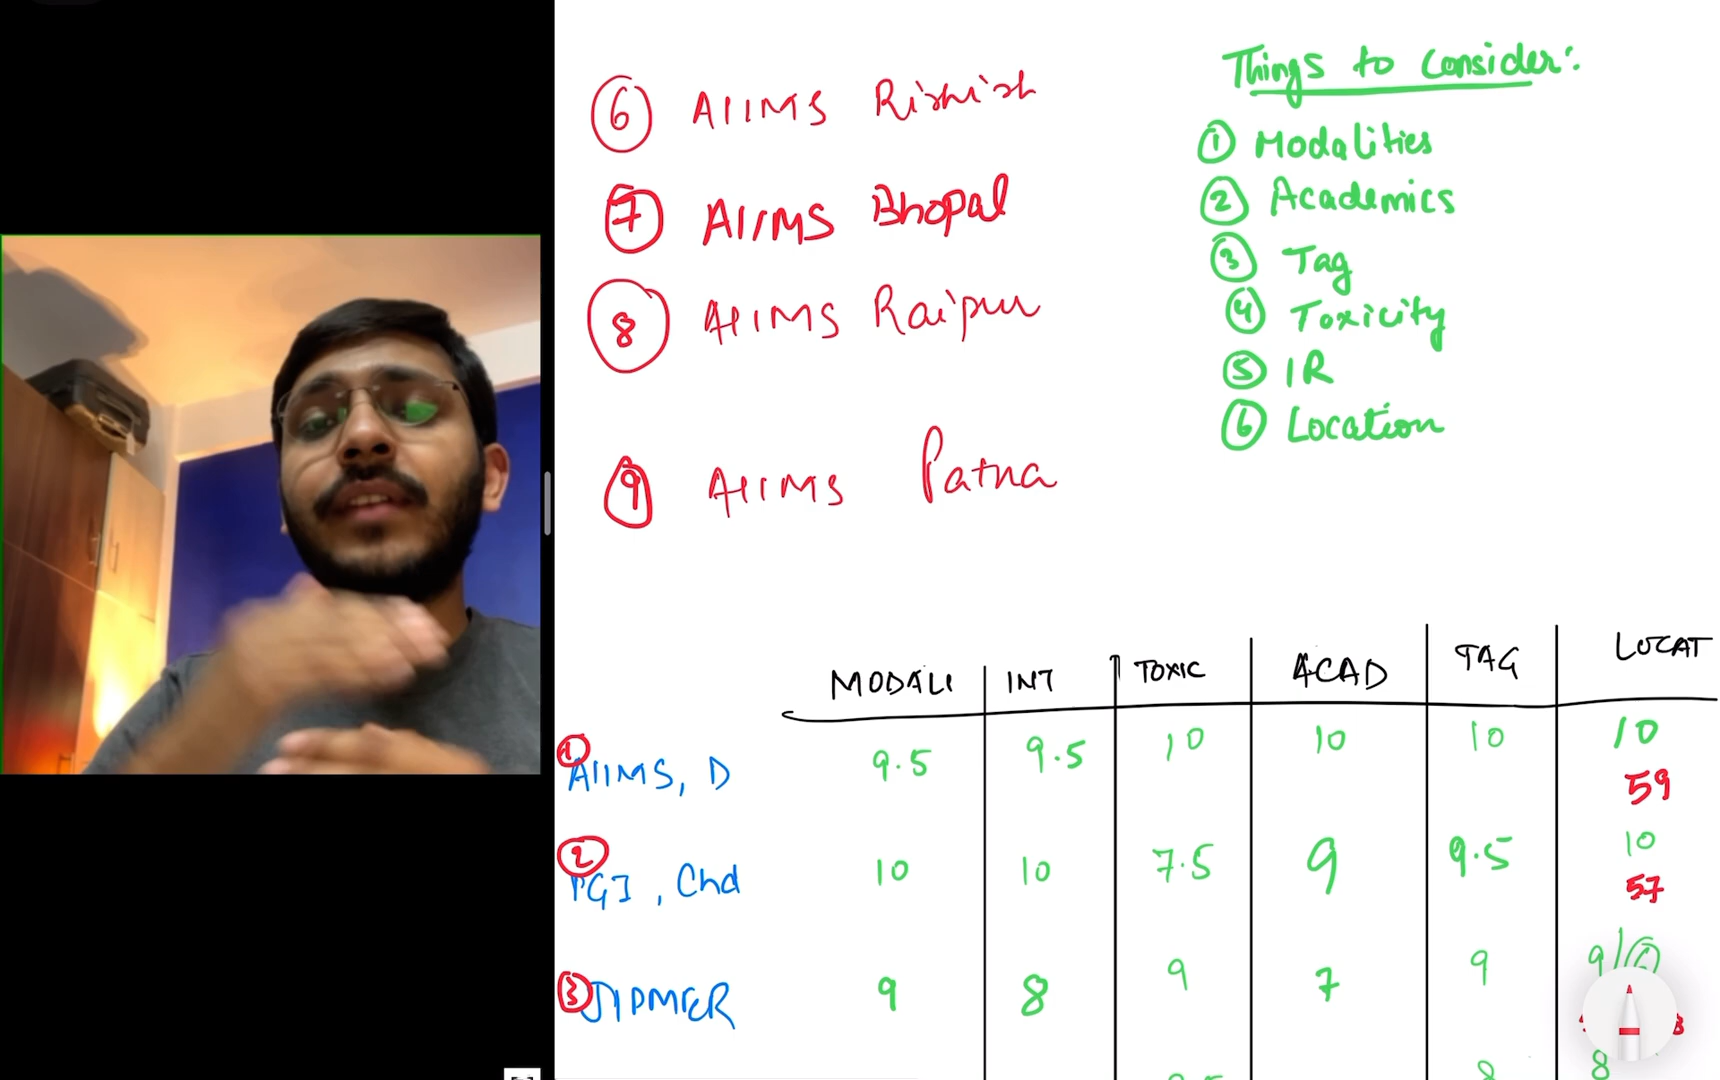 6 AIIMS Rishish
7 AIIMS Bhopal
8 AIIMS Raipur
9 AIIMS Patna
Things to Consider:
1 Modalities
2 Academics
3 Tag
4 Toxicity
5 IR
6 Location
MODALI INT TOXIC ACAD TAG LOCAT
1 AIIMS, D 9.5 9.5 10 10 10 10
59
2 PGI, Chd 10 10 7.5 9 9.5 10
57
3 JIPMER 9 8 9 7 9 9/
8 8